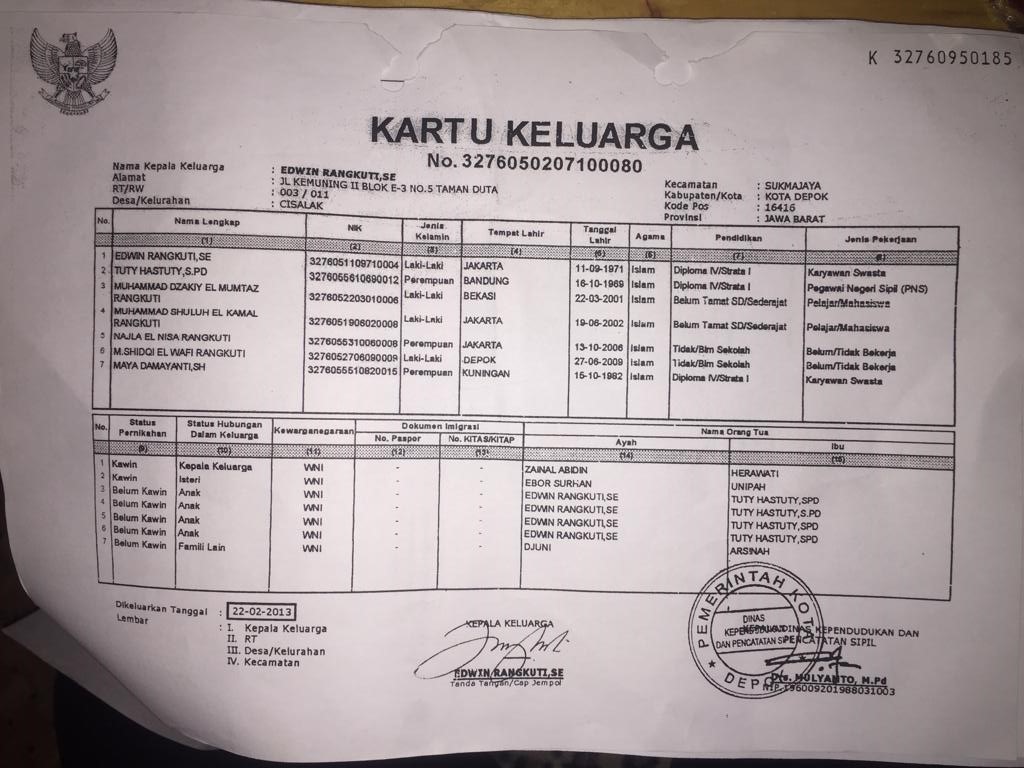 K 32760950185
KARTU KELUARGA
No. 3276050207100080
Nama Kepala Keluarga : EDWIN RANGKUTI,SE
Alamat : JL KEMUNING II BLOK E-3 NO.5 TAMAN DUTA
RT/RW : 003 / 011
Desa/Kelurahan : CISALAK
Kecamatan : SUKMAJAYA
Kabupaten/Kota : KOTA DEPOK
Kode Pos : 16416
Provinsi : JAWA BARAT
No. Nama Lengkap NIK Jenis Kelamin Tempat Lahir Tanggal Lahir Agama Pendidikan Jenis Pekerjaan
(1) (2) (3) (4) (5) (6) (7) (8)
1 EDWIN RANGKUTI,SE 3276051109710004 Laki-Laki JAKARTA 11-09-1971 Islam Diploma IV/Strata I Karyawan Swasta
2 TUTY HASTUTY,S.PD 3276055610690012 Perempuan BANDUNG 16-10-1969 Islam Diploma IV/Strata I Pegawai Negeri Sipil (PNS)
3 MUHAMMAD DZAKIY EL MUMTAZ RANGKUTI 3276052203010006 Laki-Laki BEKASI 22-03-2001 Islam Belum Tamat SD/Sederajat Pelajar/Mahasiswa
4 MUHAMMAD SHULUH EL KAMAL RANGKUTI 3276051906020008 Laki-Laki JAKARTA 19-06-2002 Islam Belum Tamat SD/Sederajat Pelajar/Mahasiswa
5 NAJLA EL NISA RANGKUTI 3276055310060008 Perempuan JAKARTA 13-10-2006 Islam Tidak/Blm Sekolah Belum/Tidak Bekerja
6 M.SHIDQI EL WAFI RANGKUTI 3276052706090009 Laki-Laki DEPOK 27-06-2009 Islam Tidak/Blm Sekolah Belum/Tidak Bekerja
7 MAYA DAMAYANTI,SH 3276055510820015 Perempuan KUNINGAN 15-10-1982 Islam Diploma IV/Strata I Karyawan Swasta
No. Status Pernikahan Status Hubungan Dalam Keluarga Kewarganegaraan Dokumen Imigrasi Nama Orang Tua
No. Paspor No. KITAS/KITAP Ayah Ibu
(9) (10) (11) (12) (13) (14) (15)
1 Kawin Kepala Keluarga WNI - - ZAINAL ABIDIN HERAWATI
2 Kawin Isteri WNI - - EBOR SURHAN UNIPAH
3 Belum Kawin Anak WNI - - EDWIN RANGKUTI,SE TUTY HASTUTY,SPD
4 Belum Kawin Anak WNI - - EDWIN RANGKUTI,SE TUTY HASTUTY,S.PD
5 Belum Kawin Anak WNI - - EDWIN RANGKUTI,SE TUTY HASTUTY,SPD
6 Belum Kawin Anak WNI - - EDWIN RANGKUTI,SE TUTY HASTUTY,SPD
7 Belum Kawin Famili Lain WNI - - DJUNI ARSINAH
Dikeluarkan Tanggal : 22-02-2013
Lembar : I. Kepala Keluarga
II. RT
III. Desa/Kelurahan
IV. Kecamatan
KEPALA KELUARGA
EDWIN RANGKUTI,SE
Tanda Tangan/Cap Jempol
PEMERINTAH KOTA
DEPOK
DINAS
DAN PENCATATAN SIPIL
DINAS KEPENDUDUKAN DAN
PENCATATAN SIPIL
Drs. MULYANTO, M.Pd
NIP.196009201988031003